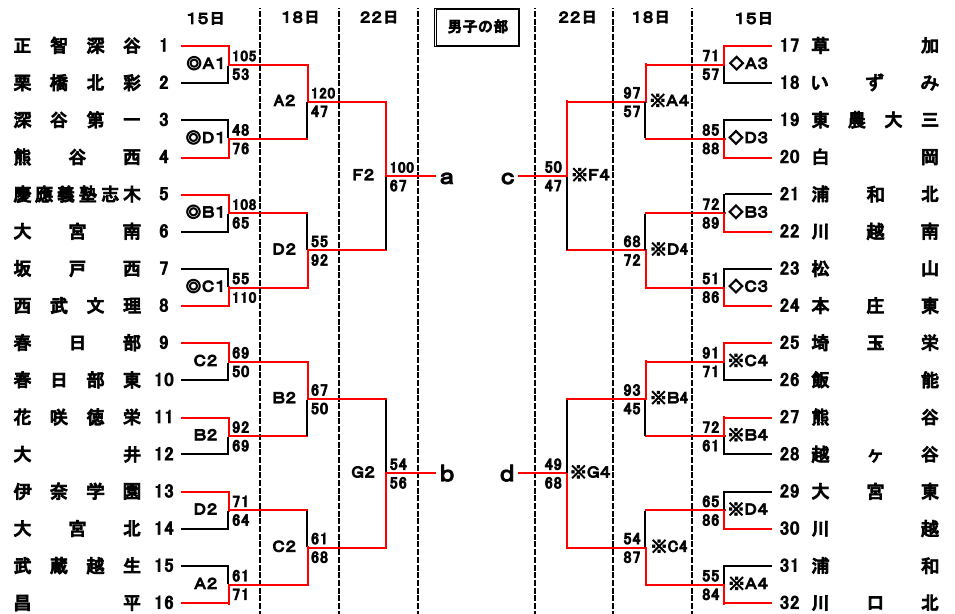 15日 18日 22日 男子の部 22日 18日 15日
正智深谷 1 ◎A1 105 53
栗橋北彩 2
深谷第一 3 ◎D1 48 76
熊谷西 4
A2 120 47
慶應義塾志木 5 ◎B1 108 65
大宮南 6
坂戸西 7 ◎C1 55 110
西武文理 8
D2 55 92
F2 100 67 a
春日部 9 C2 69 50
春日部東 10
花咲徳栄 11 B2 92 69
大井 12
B2 67 50
伊奈学園 13 D2 71 64
大宮北 14
武蔵越生 15 A2 61 71
昌平 16
C2 61 68
G2 54 56 b
17 草加 71 57 ◇A3
18 いずみ
19 東農大三 85 88 ◇D3
20 白岡
97 57 ※A4
21 浦和北 72 89 ◇B3
22 川越南
23 松山 51 86 ◇C3
24 本庄東
68 72 ※D4
c 50 47 ※F4
25 埼玉栄 91 71 ※C4
26 飯能
27 熊谷 72 61 ※B4
28 越ヶ谷
93 45 ※B4
29 大宮東 65 86 ※D4
30 川越
31 浦和 55 84 ※A4
32 川口北
54 87 ※C4
d 49 68 ※G4